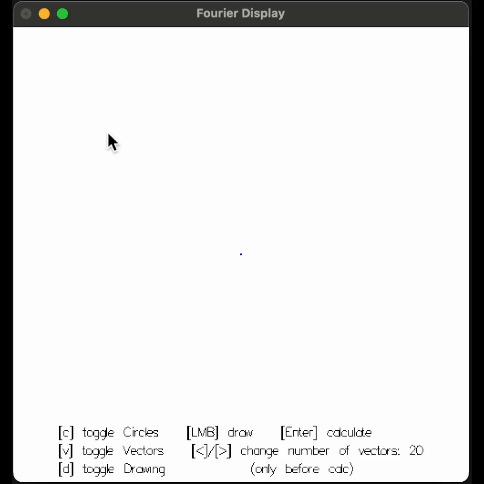 Fourier Display
[c] toggle Circles [LMB] draw [Enter] calculate
[v] toggle Vectors [<]/[>] change number of vectors: 20
[d] toggle Drawing (only before calc)